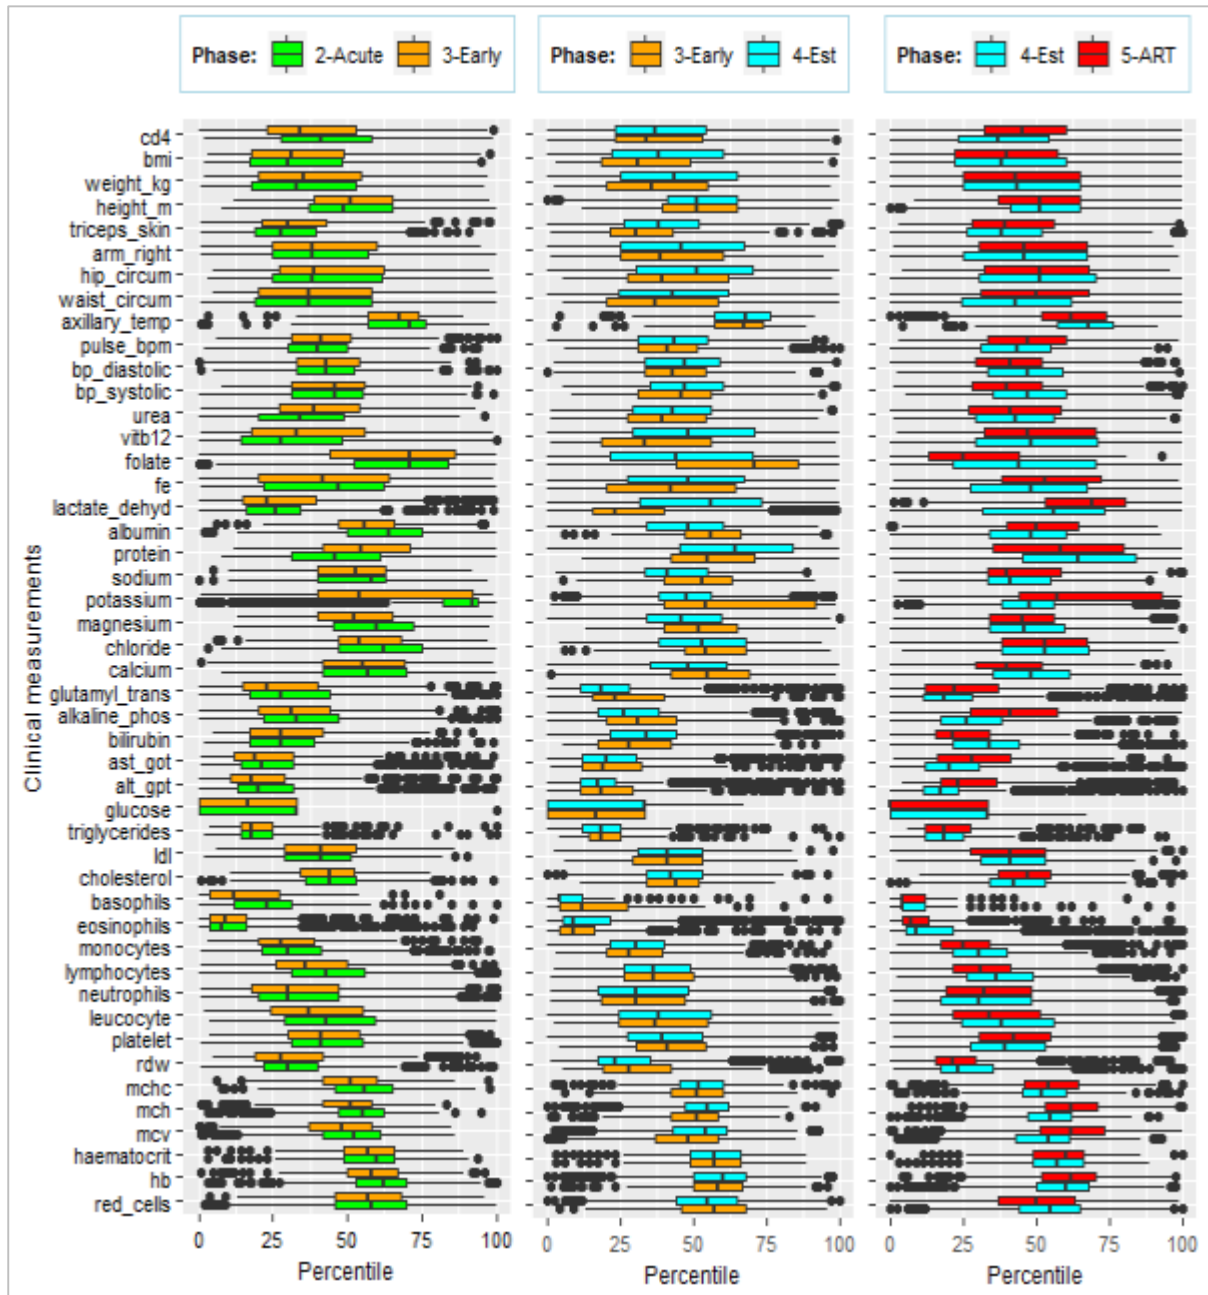 Phase: 2-Acute 3-Early
Phase: 3-Early 4-Est
Phase: 4-Est 5-ART
Clinical measurements
cd4
bmi
weight_kg
height_m
triceps_skin
arm_right
hip_circum
waist_circum
axillary_temp
pulse_bpm
bp_diastolic
bp_systolic
urea
vitb12
folate
fe
lactate_dehyd
albumin
protein
sodium
potassium
magnesium
chloride
calcium
glutamyl_trans
alkaline_phos
bilirubin
ast_got
alt_gpt
glucose
triglycerides
ldl
cholesterol
basophils
eosinophils
monocytes
lymphocytes
neutrophils
leucocyte
platelet
rdw
mchc
mch
mcv
haematocrit
hb
red_cells
0 25 50 75 100
0 25 50 75 100
0 25 50 75 100
Percentile
Percentile
Percentile